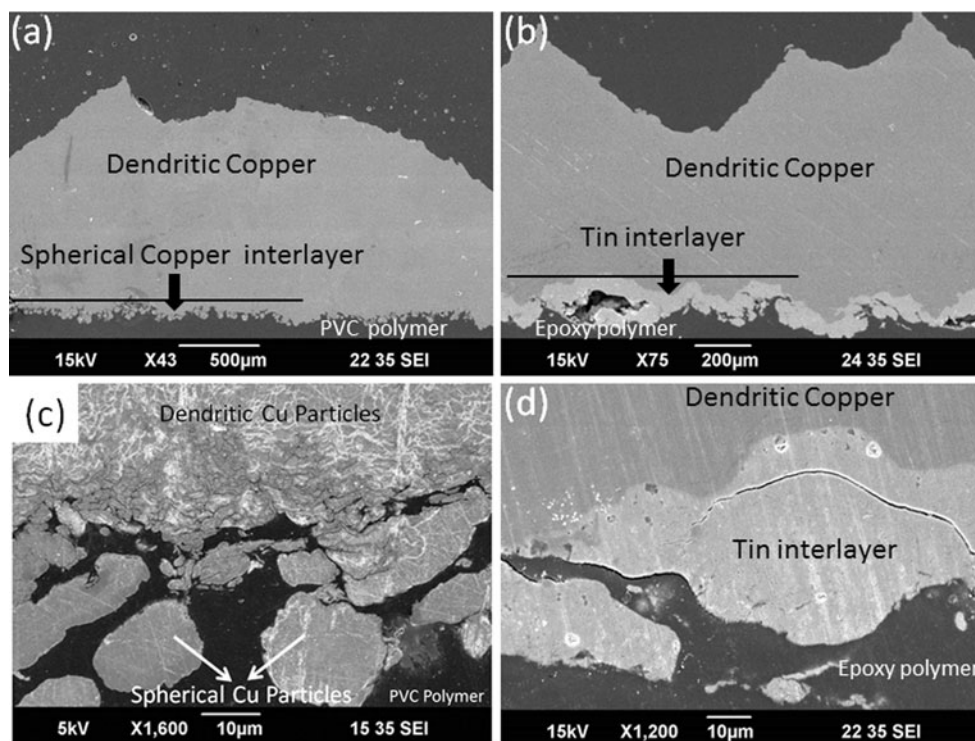 (a)
Dendritic Copper
Spherical Copper interlayer
PVC polymer
15kV X43 500µm 22 35 SEI
(b)
Dendritic Copper
Tin interlayer
Epoxy polymer
15kV X75 200µm 24 35 SEI
(c)
Dendritic Cu Particles
Spherical Cu Particles
PVC Polymer
5kV X1,600 10µm 15 35 SEI
(d)
Dendritic Copper
Tin interlayer
Epoxy polymer
15kV X1,200 10µm 22 35 SEI